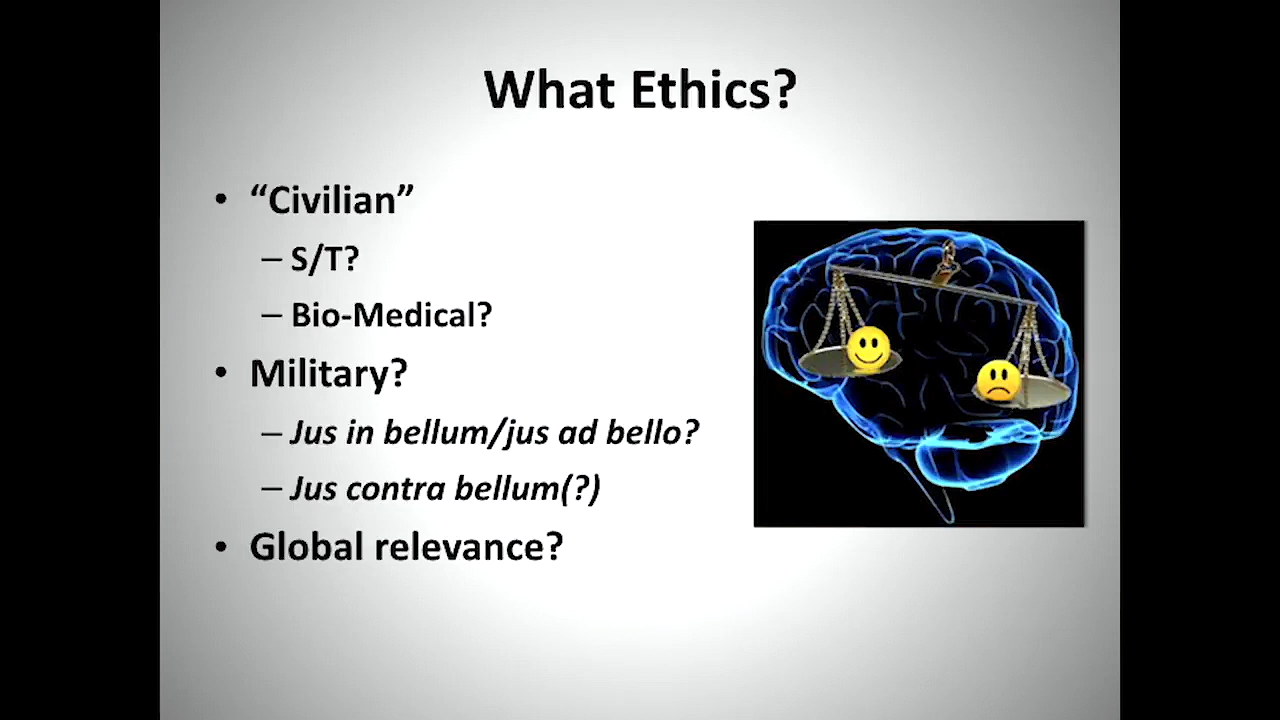 What Ethics?
• “Civilian”
– S/T?
– Bio-Medical?
• Military?
– Jus in bellum/jus ad bello?
– Jus contra bellum(?)
• Global relevance?